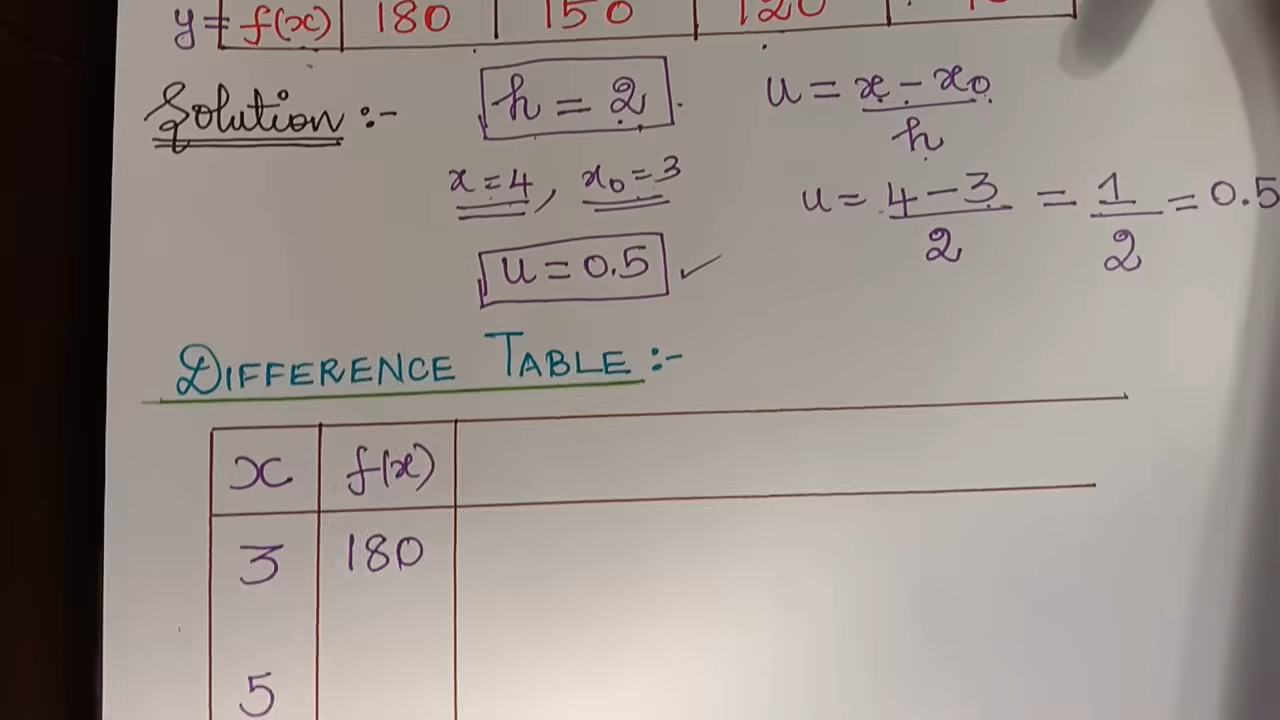 y = f(x) 180 150 120
Solution :- h = 2 . u = x - x₀ / h
x = 4 , x₀ = 3 u = 4 - 3 / 2 = 1 / 2 = 0.5
u = 0.5 ✓
DIFFERENCE TABLE :-
x f(x)
3 180
5